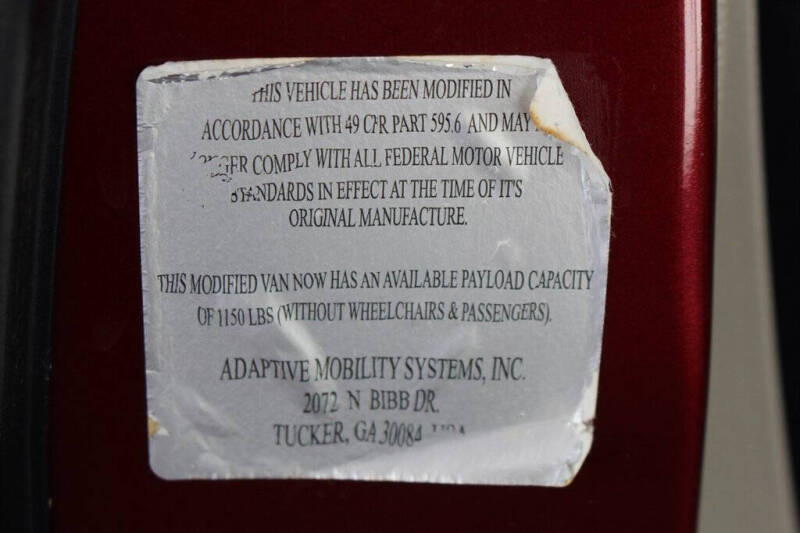 THIS VEHICLE HAS BEEN MODIFIED IN
ACCORDANCE WITH 49 CFR PART 595.6 AND MAY
COMPLY WITH ALL FEDERAL MOTOR VEHICLE
STANDARDS IN EFFECT AT THE TIME OF IT'S
ORIGINAL MANUFACTURE.
THIS MODIFIED VAN NOW HAS AN AVAILABLE PAYLOAD CAPACITY
OF 1150 LBS (WITHOUT WHEELCHAIRS & PASSENGERS).
ADAPTIVE MOBILITY SYSTEMS, INC.
2072 N BIBB DR.
TUCKER, GA 30084 USA